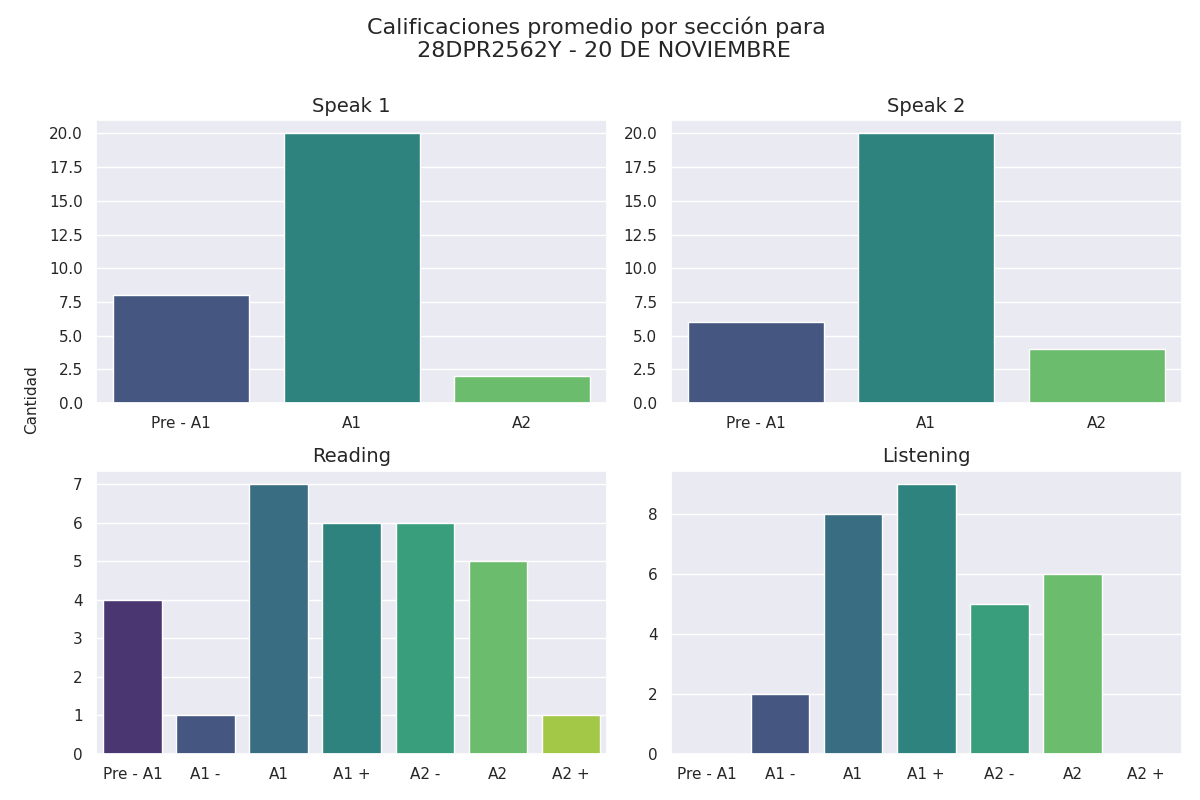 Calificaciones promedio por sección para
28DPR2562Y - 20 DE NOVIEMBRE
Speak 1
20.0
17.5
15.0
12.5
10.0
7.5
5.0
2.5
0.0
Pre - A1 A1 A2
Speak 2
20.0
17.5
15.0
12.5
10.0
7.5
5.0
2.5
0.0
Pre - A1 A1 A2
Cantidad
Reading
7
6
5
4
3
2
1
0
Pre - A1 A1 - A1 A1 + A2 - A2 A2 +
Listening
8
6
4
2
0
Pre - A1 A1 - A1 A1 + A2 - A2 A2 +